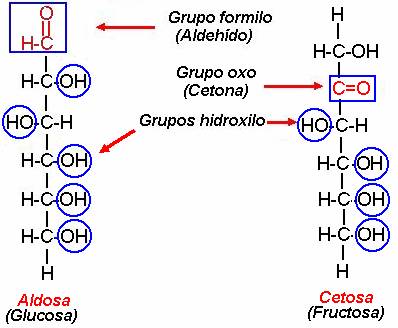 O
H-C
H-C-OH
HO-C-H
H-C-OH
H-C-OH
H-C-OH
H
Aldosa
(Glucosa)
Grupo formilo
(Aldehído)
Grupo oxo
(Cetona)
Grupos hidroxilo
H
H-C-OH
C=O
HO-C-H
H-C-OH
H-C-OH
H-C-OH
H
Cetosa
(Fructosa)